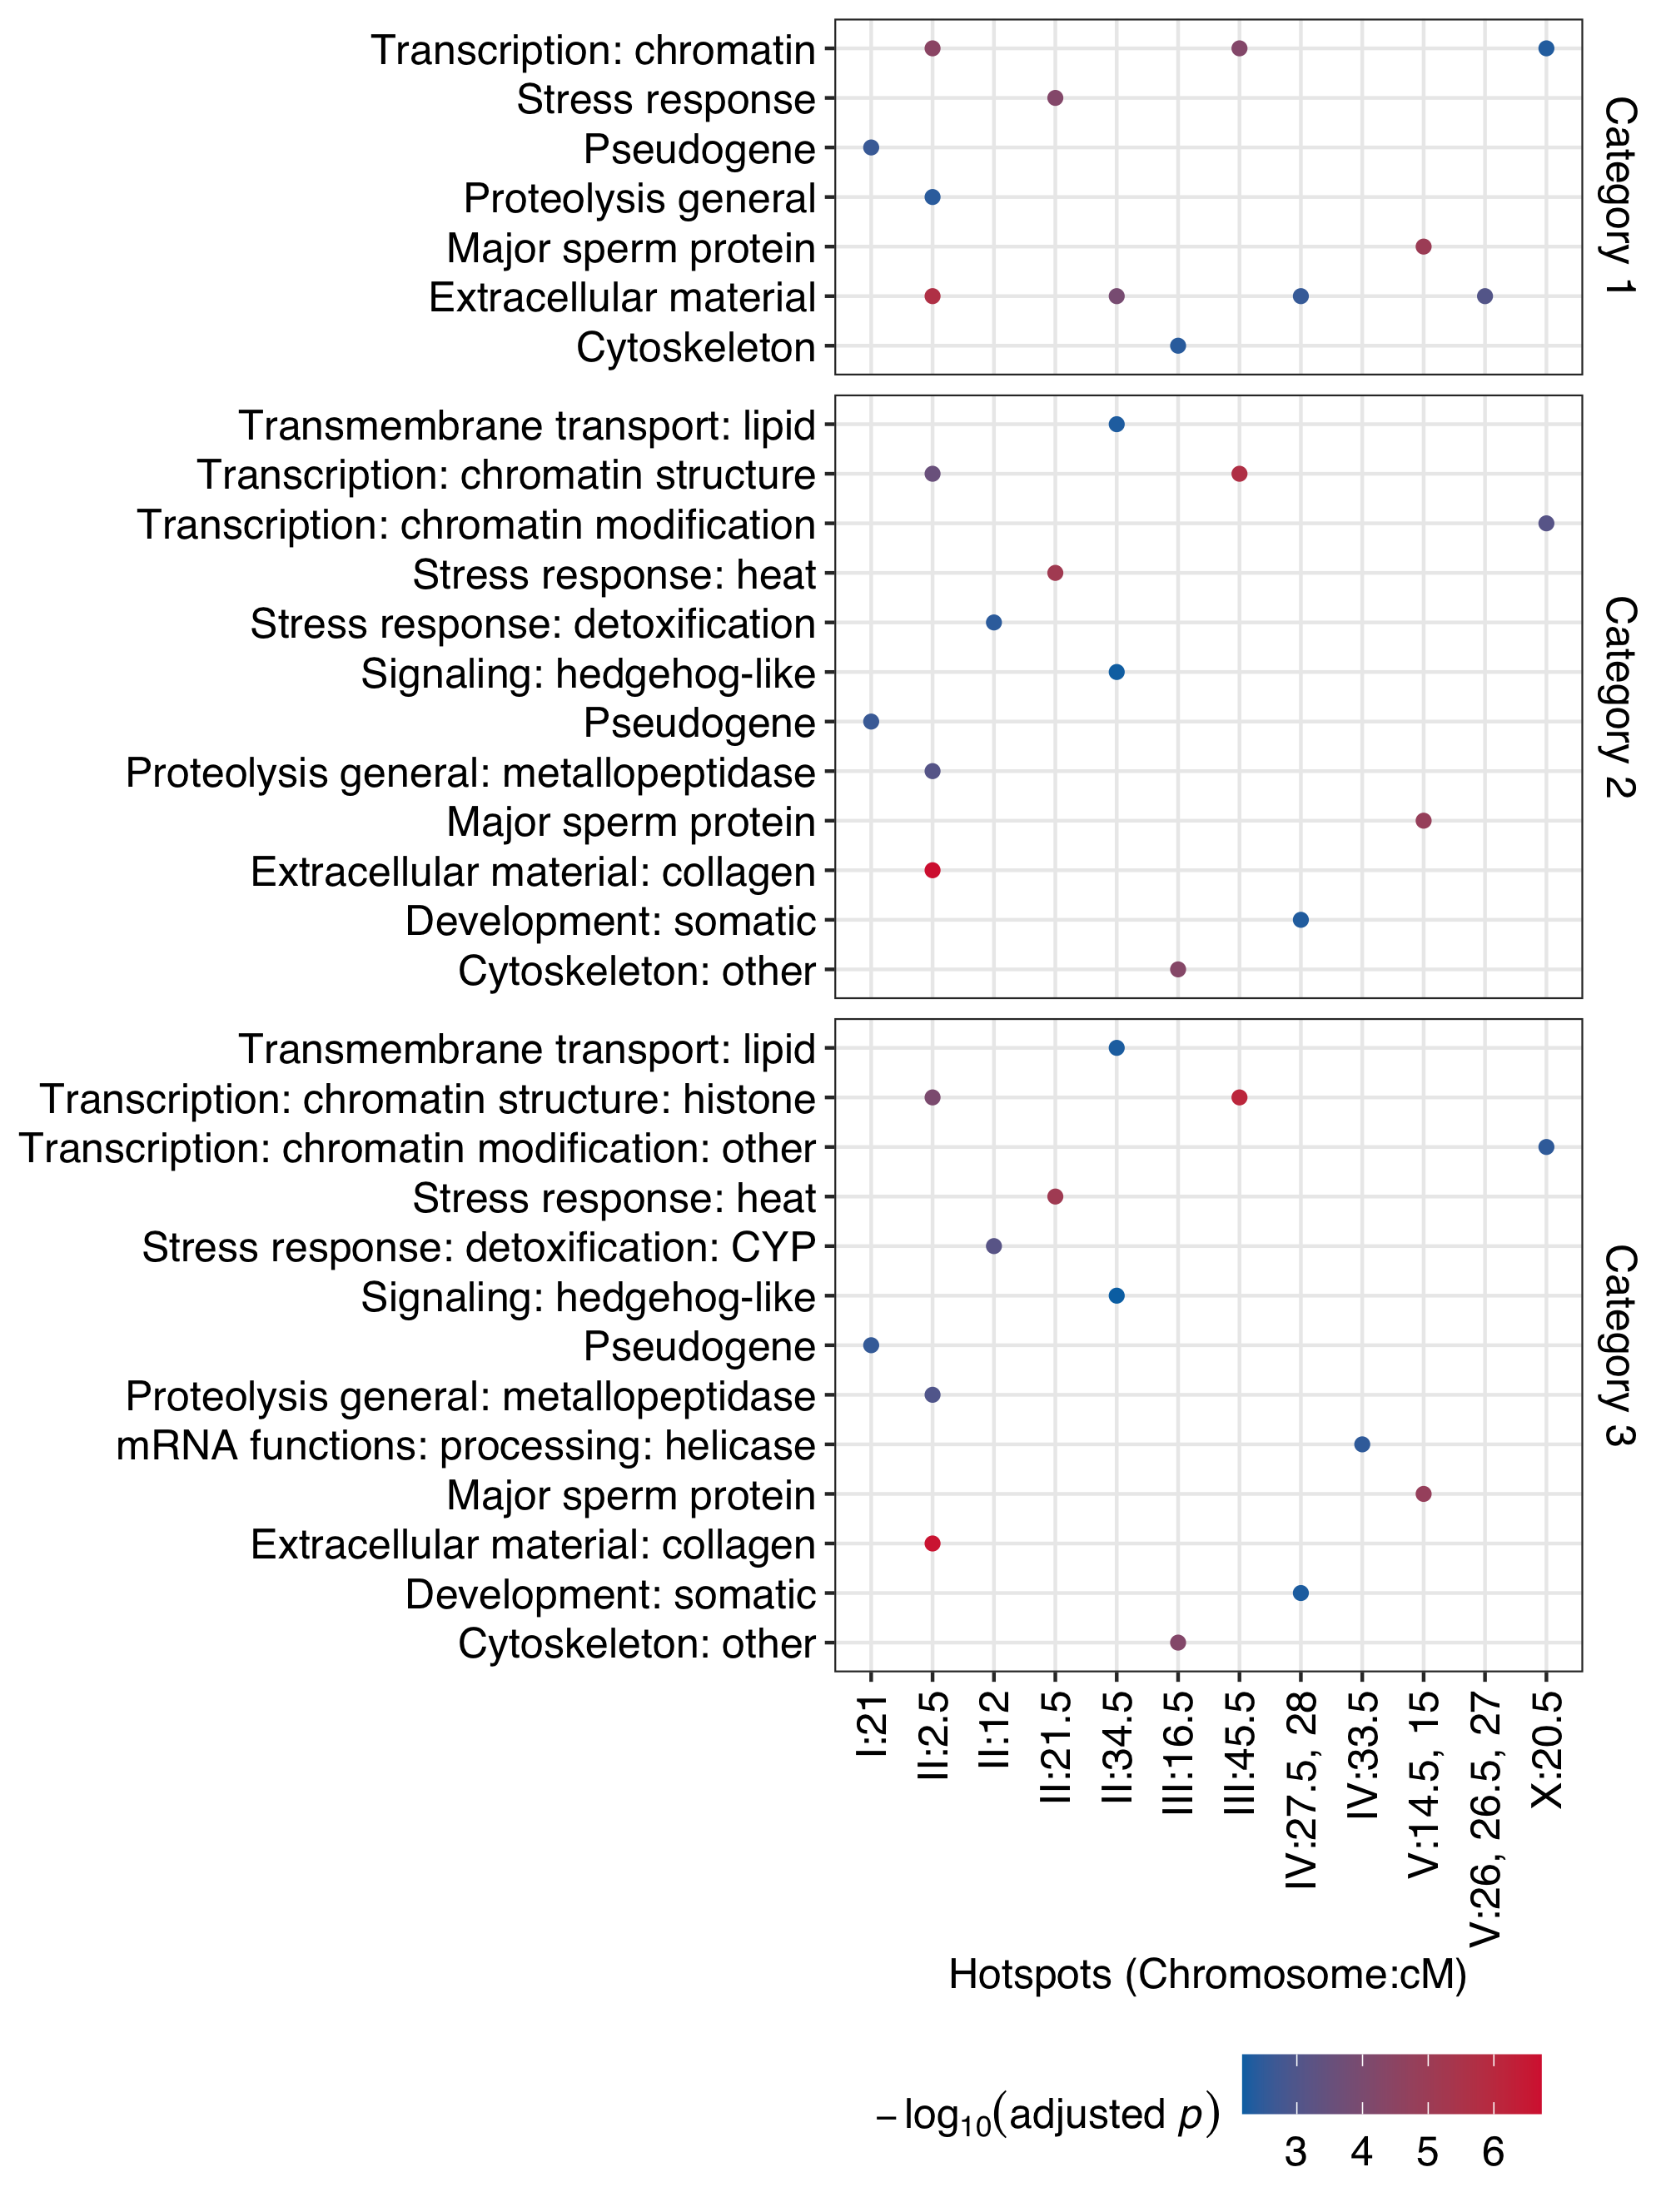 Transcription: chromatin
Stress response
Pseudogene
Proteolysis general
Major sperm protein
Extracellular material
Cytoskeleton
Category 1
Transmembrane transport: lipid
Transcription: chromatin structure
Transcription: chromatin modification
Stress response: heat
Stress response: detoxification
Signaling: hedgehog-like
Pseudogene
Proteolysis general: metallopeptidase
Major sperm protein
Extracellular material: collagen
Development: somatic
Cytoskeleton: other
Category 2
Transmembrane transport: lipid
Transcription: chromatin structure: histone
Transcription: chromatin modification: other
Stress response: heat
Stress response: detoxification: CYP
Signaling: hedgehog-like
Pseudogene
Proteolysis general: metallopeptidase
mRNA functions: processing: helicase
Major sperm protein
Extracellular material: collagen
Development: somatic
Cytoskeleton: other
Category 3
I:21
II:2.5
II:12
II:21.5
II:34.5
III:16.5
III:45.5
IV:27.5, 28
IV:33.5
V:14.5, 15
V:26, 26.5, 27
X:20.5
Hotspots (Chromosome:cM)
−log₁₀(adjusted p)
3 4 5 6